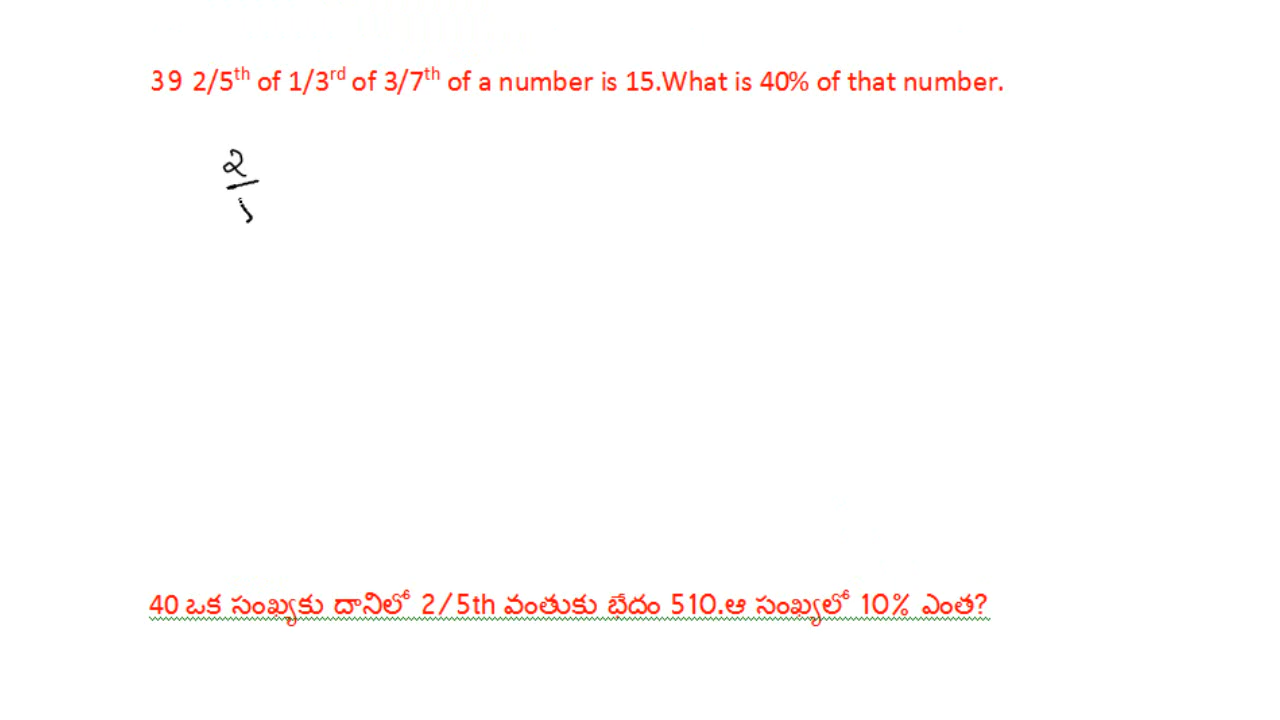 39 2/5th of 1/3rd of 3/7th of a number is 15.What is 40% of that number.
2
40 ఒక సంఖ్యకు దానిలో 2/5th వంతుకు బేదం 510.ఆ సంఖ్యలో 10% ఎంత?